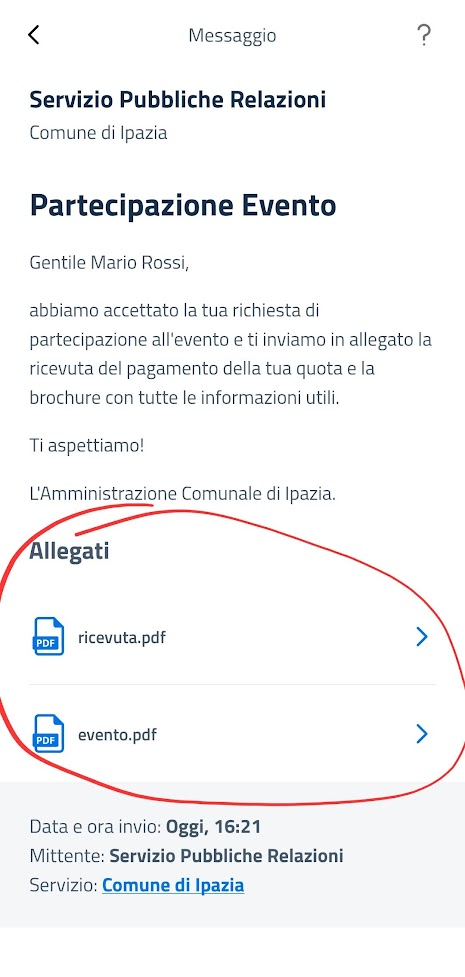 Messaggio
?
Servizio Pubbliche Relazioni
Comune di Ipazia
Partecipazione Evento
Gentile Mario Rossi,
abbiamo accettato la tua richiesta di
partecipazione all'evento e ti inviamo in allegato la
ricevuta del pagamento della tua quota e la
brochure con tutte le informazioni utili.
Ti aspettiamo!
L'Amministrazione Comunale di Ipazia.
Allegati
PDF ricevuta.pdf
PDF evento.pdf
Data e ora invio: Oggi, 16:21
Mittente: Servizio Pubbliche Relazioni
Servizio: Comune di Ipazia